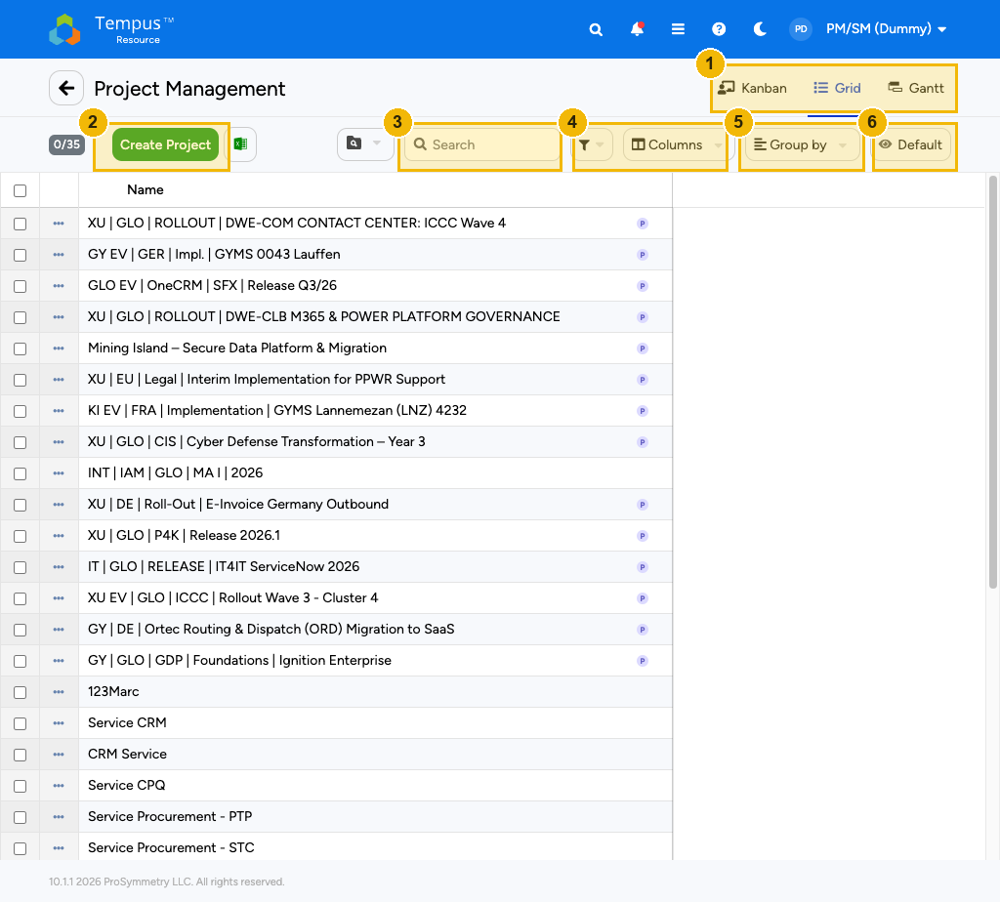 Tempus™
Resource
PD
PM/SM (Dummy)
Project Management
1
Kanban
Grid
Gantt
0/35
2
Create Project
3
Search
4
Columns
5
Group by
6
Default
Name
XU | GLO | ROLLOUT | DWE-COM CONTACT CENTER: ICCC Wave 4 P
GY EV | GER | Impl. | GYMS 0043 Lauffen P
GLO EV | OneCRM | SFX | Release Q3/26 P
XU | GLO | ROLLOUT | DWE-CLB M365 & POWER PLATFORM GOVERNANCE P
Mining Island – Secure Data Platform & Migration P
XU | EU | Legal | Interim Implementation for PPWR Support P
KI EV | FRA | Implementation | GYMS Lannemezan (LNZ) 4232 P
XU | GLO | CIS | Cyber Defense Transformation – Year 3 P
INT | IAM | GLO | MA I | 2026
XU | DE | Roll-Out | E-Invoice Germany Outbound P
XU | GLO | P4K | Release 2026.1 P
IT | GLO | RELEASE | IT4IT ServiceNow 2026 P
XU EV | GLO | ICCC | Rollout Wave 3 - Cluster 4 P
GY | DE | Ortec Routing & Dispatch (ORD) Migration to SaaS P
GY | GLO | GDP | Foundations | Ignition Enterprise P
123Marc
Service CRM
CRM Service
Service CPQ
Service Procurement - PTP
Service Procurement - STC
10.1.1 2026 ProSymmetry LLC. All rights reserved.